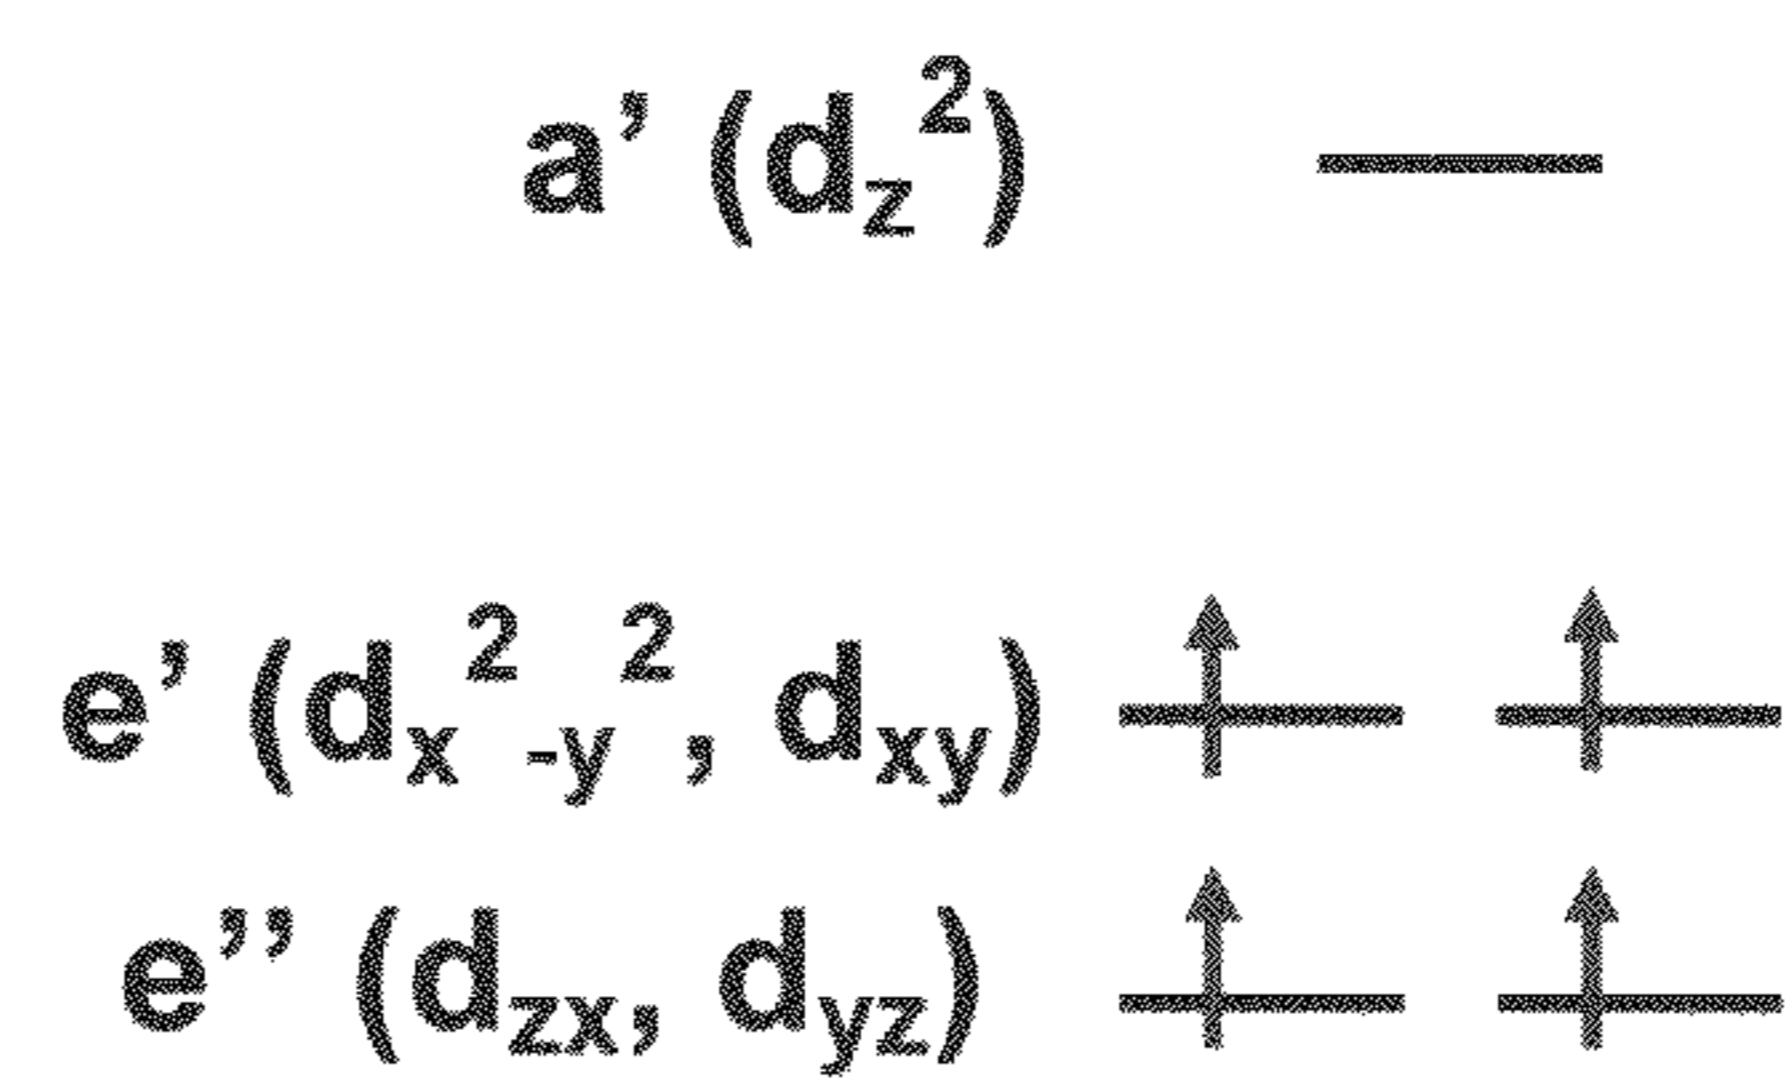 a’ (dz²)
e’ (dx²-y², dxy)
e’’ (dzx, dyz)